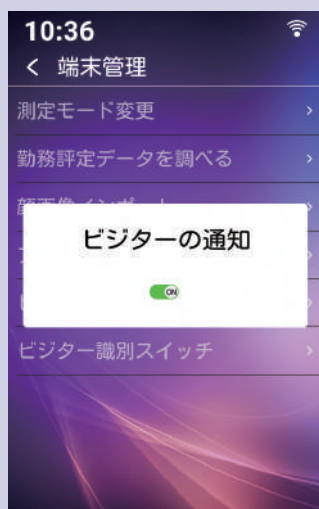 10:36
端末管理
測定モード変更
勤務評定データを調べる
ビジターの通知
ON
ビジター識別スイッチ